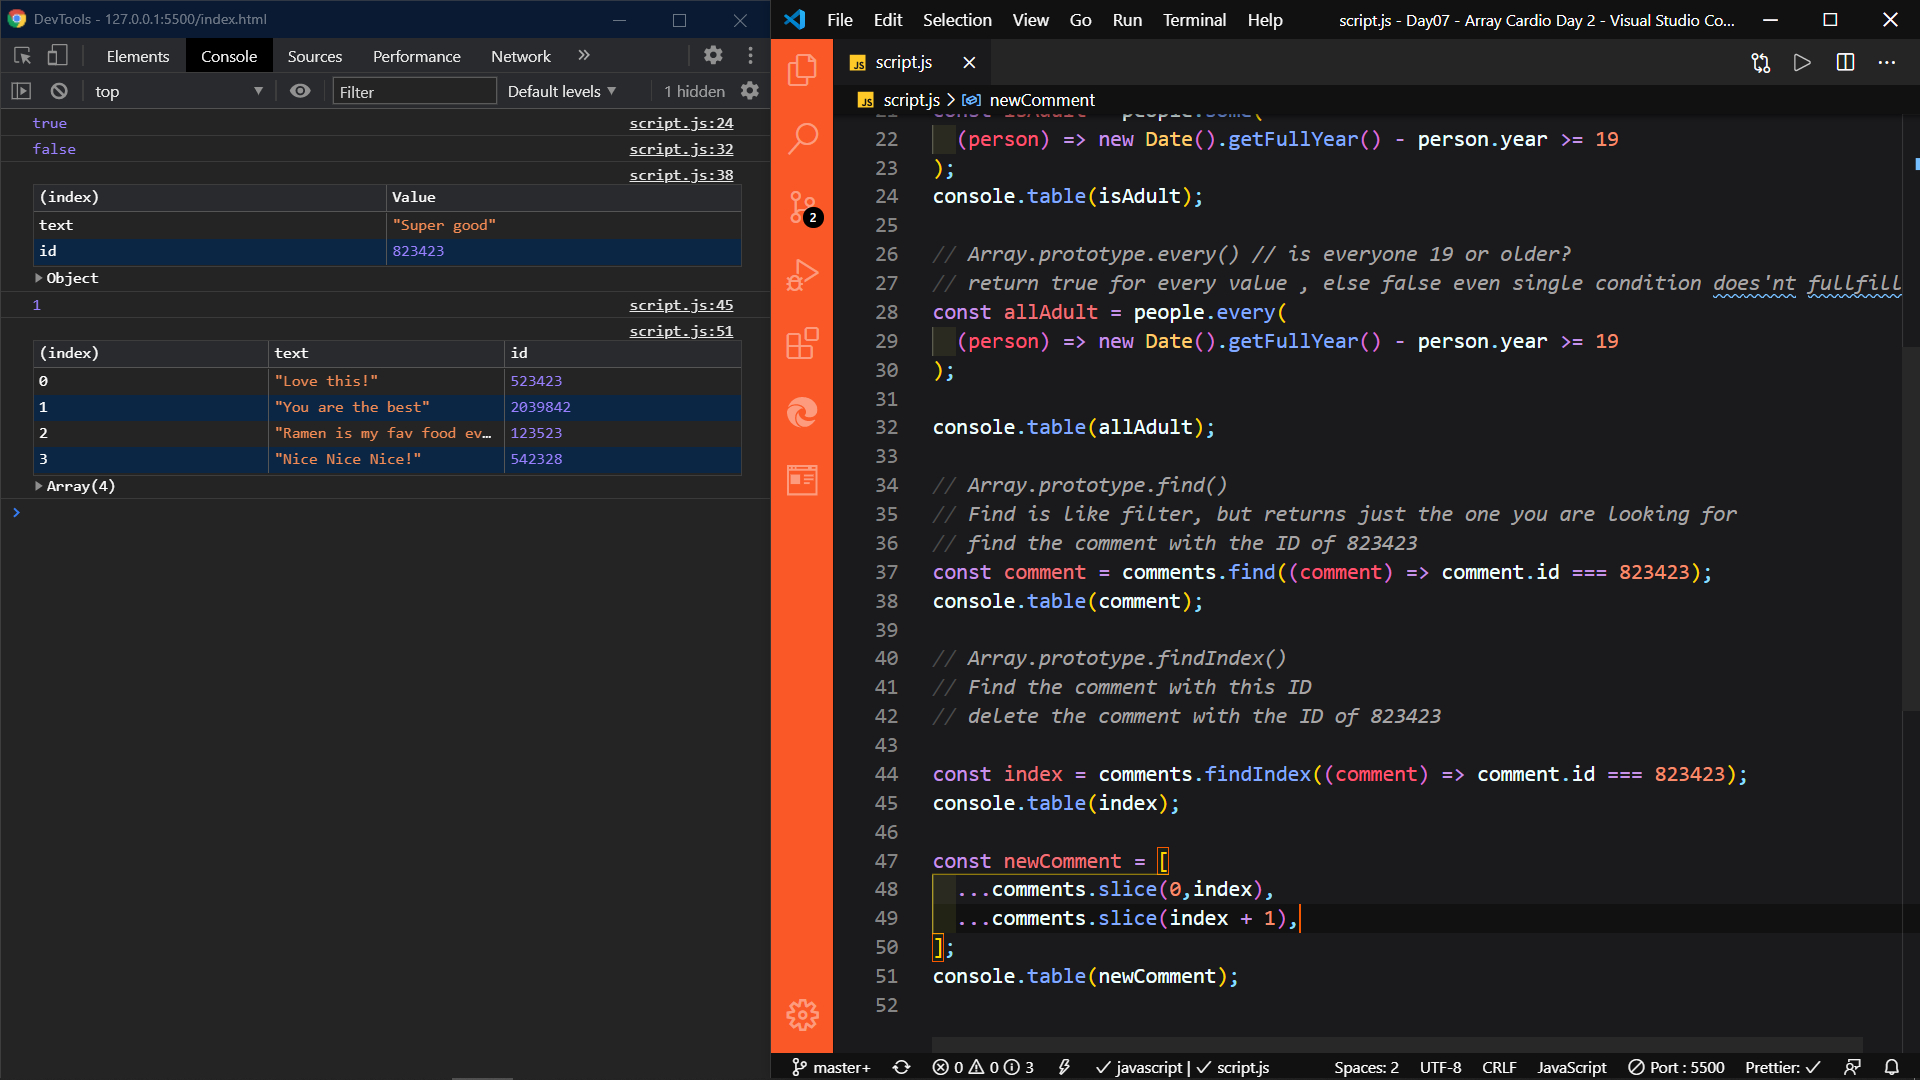 DevTools - 127.0.0.1:5500/index.html
Elements Console Sources Performance Network »
top Filter Default levels 1 hidden
true script.js:24
false script.js:32
script.js:38
(index) Value
text "Super good"
id 823423
Object
1 script.js:45
script.js:51
(index) text id
0 "Love this!" 523423
1 "You are the best" 2039842
2 "Ramen is my fav food ev… 123523
3 "Nice Nice Nice!" 542328
Array(4)
>
File Edit Selection View Go Run Terminal Help script.js - Day07 - Array Cardio Day 2 - Visual Studio Co...
JS script.js
JS script.js > newComment
2
21 const isAdult = people.some(
22 (person) => new Date().getFullYear() - person.year >= 19
23 );
24 console.table(isAdult);
25
26 // Array.prototype.every() // is everyone 19 or older?
27 // return true for every value , else false even single condition does'nt fullfill
28 const allAdult = people.every(
29 (person) => new Date().getFullYear() - person.year >= 19
30 );
31
32 console.table(allAdult);
33
34 // Array.prototype.find()
35 // Find is like filter, but returns just the one you are looking for
36 // find the comment with the ID of 823423
37 const comment = comments.find((comment) => comment.id === 823423);
38 console.table(comment);
39
40 // Array.prototype.findIndex()
41 // Find the comment with this ID
42 // delete the comment with the ID of 823423
43
44 const index = comments.findIndex((comment) => comment.id === 823423);
45 console.table(index);
46
47 const newComment = [
48 ...comments.slice(0,index),
49 ...comments.slice(index + 1),
50 ];
51 console.table(newComment);
52
master+ 0 0 3 javascript | script.js Spaces: 2 UTF-8 CRLF JavaScript Port : 5500 Prettier: